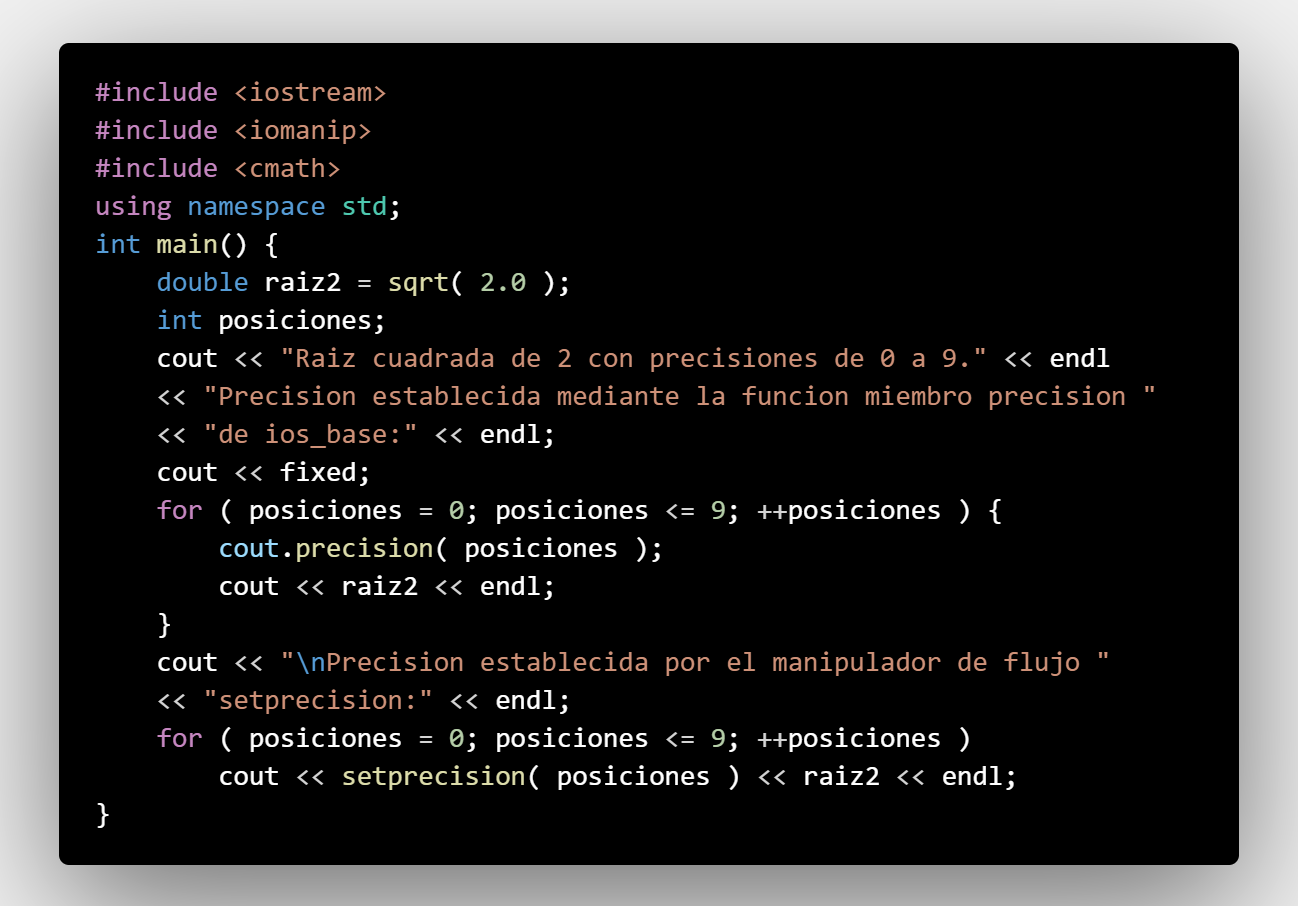 #include <iostream>
#include <iomanip>
#include <cmath>
using namespace std;
int main() {
    double raiz2 = sqrt( 2.0 );
    int posiciones;
    cout << "Raiz cuadrada de 2 con precisiones de 0 a 9." << endl
    << "Precision establecida mediante la funcion miembro precision "
    << "de ios_base:" << endl;
    cout << fixed;
    for ( posiciones = 0; posiciones <= 9; ++posiciones ) {
        cout.precision( posiciones );
        cout << raiz2 << endl;
    }
    cout << "\nPrecision establecida por el manipulador de flujo "
    << "setprecision:" << endl;
    for ( posiciones = 0; posiciones <= 9; ++posiciones )
        cout << setprecision( posiciones ) << raiz2 << endl;
}